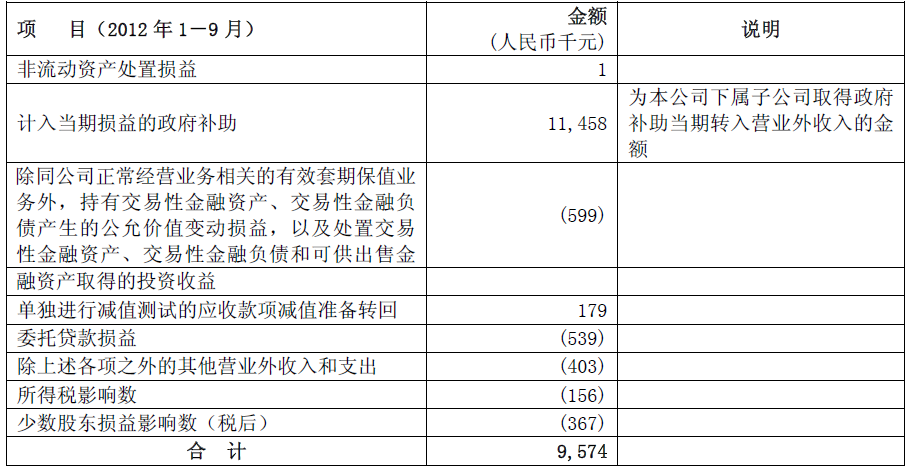 项 目（2012 年 1－9 月） 金额 (人民币千元) 说明
非流动资产处置损益 1
计入当期损益的政府补助 11,458 为本公司下属子公司取得政府
补助当期转入营业外收入的金
额
除同公司正常经营业务相关的有效套期保值业
务外，持有交易性金融资产、交易性金融负
债产生的公允价值变动损益，以及处置交易
性金融资产、交易性金融负债和可供出售金
(599)
融资产取得的投资收益
单独进行减值测试的应收款项减值准备转回 179
委托贷款损益 (539)
除上述各项之外的其他营业外收入和支出 (403)
所得税影响数 (156)
少数股东损益影响数（税后） (367)
合 计 9,574